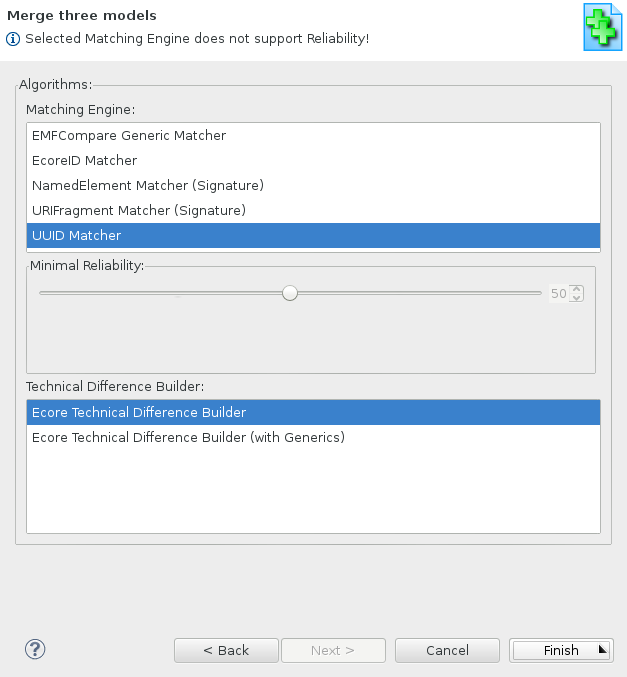 Merge three models
Selected Matching Engine does not support Reliability!
Algorithms:
Matching Engine:
EMFCompare Generic Matcher
EcoreID Matcher
NamedElement Matcher (Signature)
URIFragment Matcher (Signature)
UUID Matcher
Minimal Reliability:
50
Technical Difference Builder:
Ecore Technical Difference Builder
Ecore Technical Difference Builder (with Generics)
< Back
Next >
Cancel
Finish